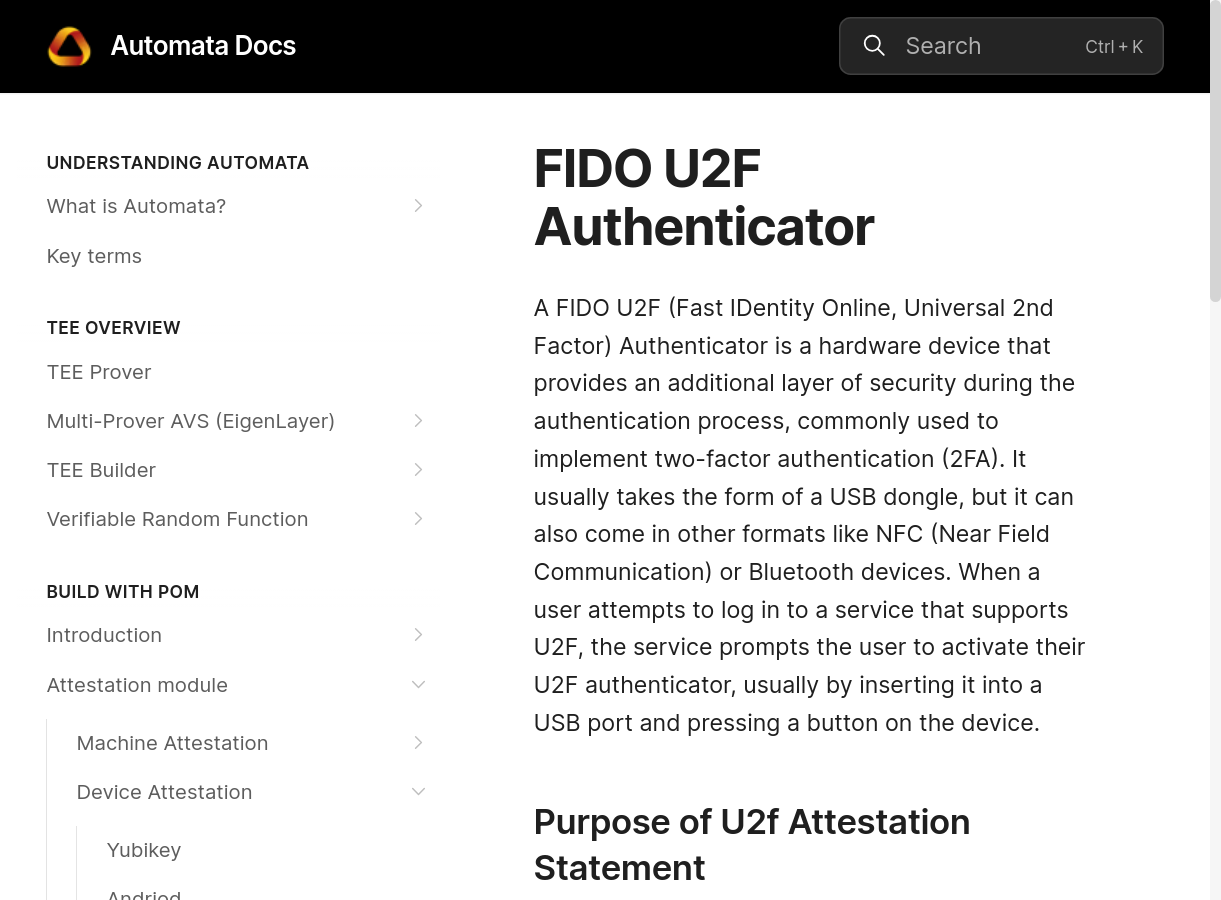 Automata Docs
Search
Ctrl + K
UNDERSTANDING AUTOMATA
What is Automata?
Key terms
TEE OVERVIEW
TEE Prover
Multi-Prover AVS (EigenLayer)
TEE Builder
Verifiable Random Function
BUILD WITH POM
Introduction
Attestation module
Machine Attestation
Device Attestation
Yubikey
Andriod
FIDO U2F
Authenticator
A FIDO U2F (Fast IDentity Online, Universal 2nd
Factor) Authenticator is a hardware device that
provides an additional layer of security during the
authentication process, commonly used to
implement two-factor authentication (2FA). It
usually takes the form of a USB dongle, but it can
also come in other formats like NFC (Near Field
Communication) or Bluetooth devices. When a
user attempts to log in to a service that supports
U2F, the service prompts the user to activate their
U2F authenticator, usually by inserting it into a
USB port and pressing a button on the device.
Purpose of U2f Attestation
Statement